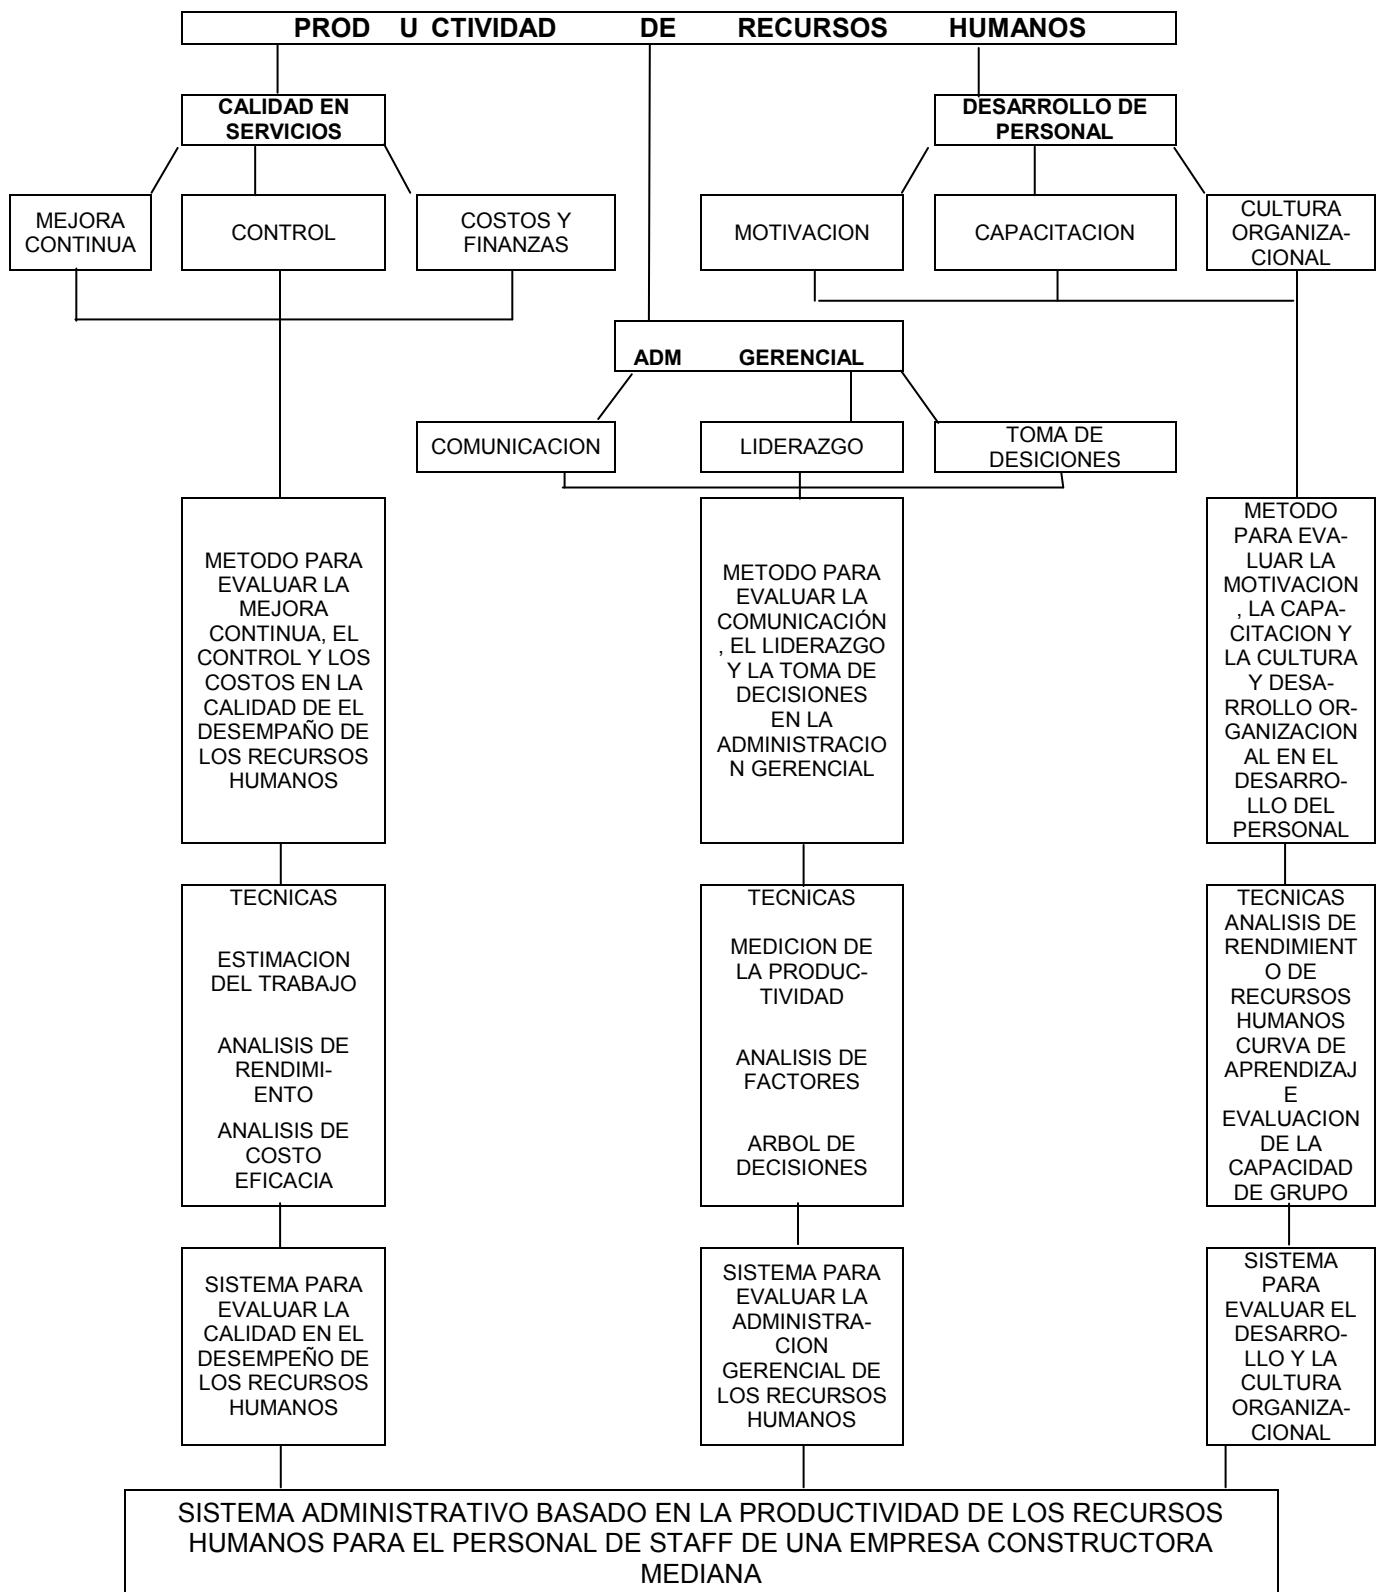 PROD U CTIVIDAD DE RECURSOS HUMANOS
CALIDAD EN
SERVICIOS
DESARROLLO DE
PERSONAL
MEJORA
CONTINUA
CONTROL
COSTOS Y
FINANZAS
MOTIVACION
CAPACITACION
CULTURA
ORGANIZA-
CIONAL
ADM GERENCIAL
COMUNICACION
LIDERAZGO
TOMA DE
DESICIONES
METODO PARA
EVALUAR LA
MEJORA
CONTINUA, EL
CONTROL Y LOS
COSTOS EN LA
CALIDAD DE EL
DESEMPAÑO DE
LOS RECURSOS
HUMANOS
METODO PARA
EVALUAR LA
COMUNICACIÓN
, EL LIDERAZGO
Y LA TOMA DE
DECISIONES
EN LA
ADMINISTRACIO
N GERENCIAL
METODO
PARA EVA-
LUAR LA
MOTIVACION
, LA CAPA-
CITACION Y
LA CULTURA
Y DESA-
RROLLO OR-
GANIZACION
AL EN EL
DESARRO-
LLO DEL
PERSONAL
TECNICAS
ESTIMACION
DEL TRABAJO
ANALISIS DE
RENDIMI-
ENTO
ANALISIS DE
COSTO
EFICACIA
TECNICAS
MEDICION DE
LA PRODUC-
TIVIDAD
ANALISIS DE
FACTORES
ARBOL DE
DECISIONES
TECNICAS
ANALISIS DE
RENDIMIENT
O DE
RECURSOS
HUMANOS
CURVA DE
APRENDIZAJ
E
EVALUACION
DE LA
CAPACIDAD
DE GRUPO
SISTEMA PARA
EVALUAR LA
CALIDAD EN EL
DESEMPEÑO DE
LOS RECURSOS
HUMANOS
SISTEMA PARA
EVALUAR LA
ADMINISTRA-
CION
GERENCIAL DE
LOS RECURSOS
HUMANOS
SISTEMA
PARA
EVALUAR EL
DESARRO-
LLO Y LA
CULTURA
ORGANIZA-
CIONAL
SISTEMA ADMINISTRATIVO BASADO EN LA PRODUCTIVIDAD DE LOS RECURSOS
HUMANOS PARA EL PERSONAL DE STAFF DE UNA EMPRESA CONSTRUCTORA
MEDIANA